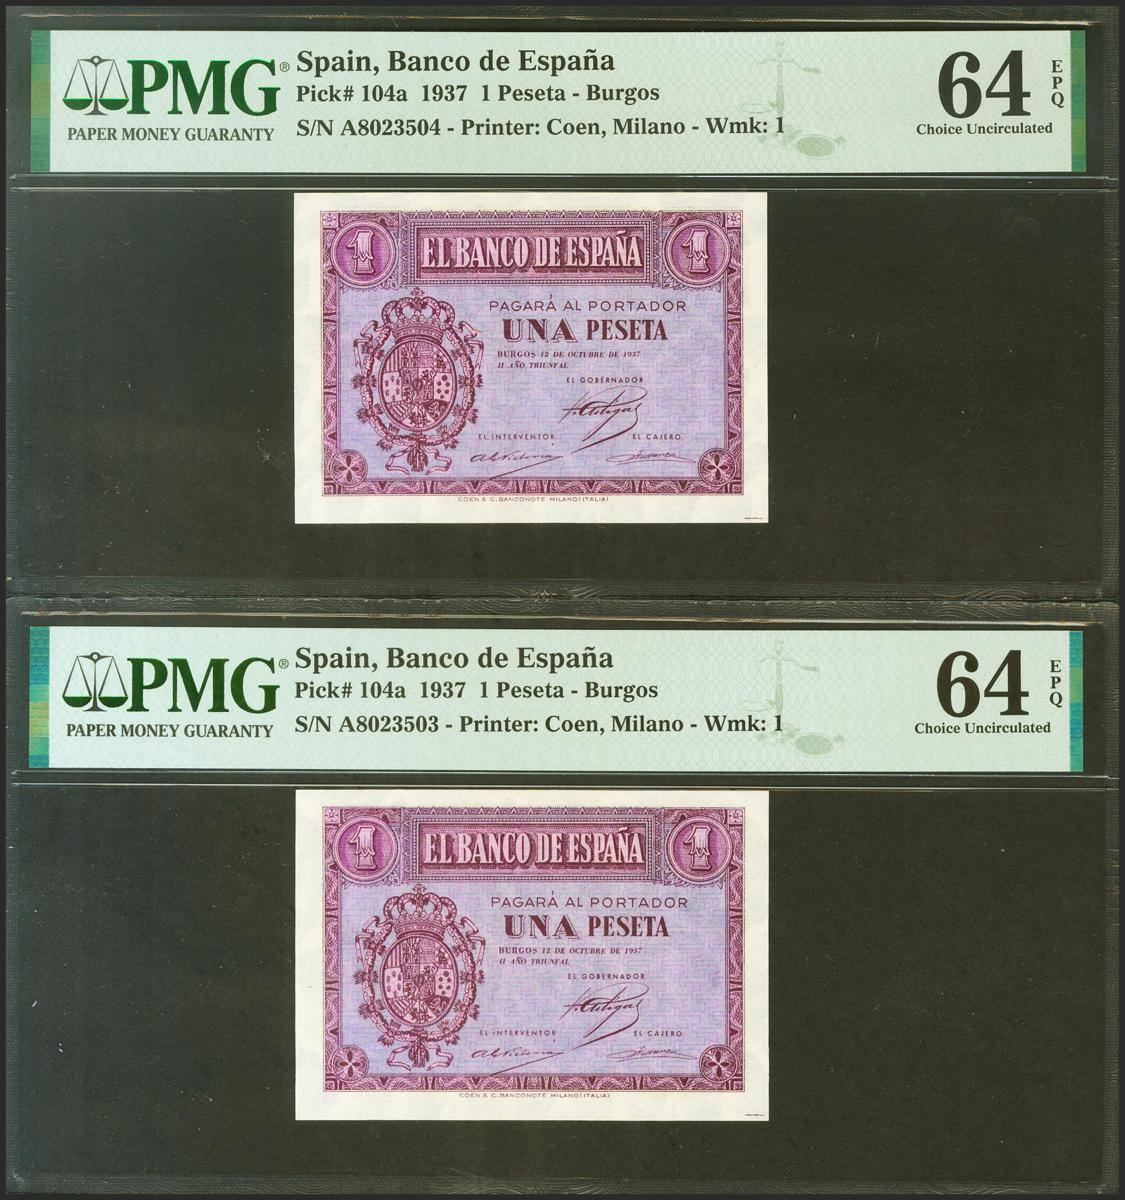 PMG®
PAPER MONEY GUARANTY
Spain, Banco de España
Pick# 104a 1937 1 Peseta - Burgos
S/N A8023504 - Printer: Coen, Milano - Wmk: 1
64
EPQ
Choice Uncirculated
1 EL BANCO DE ESPAÑA 1
PAGARÁ AL PORTADOR
UNA PESETA
BURGOS 12 DE OCTUBRE DE 1937
II AÑO TRIUNFAL
EL GOBERNADOR
EL INTERVENTOR EL CAJERO
COEN & C. BANCONOTE MILANO (ITALIA)
PMG®
PAPER MONEY GUARANTY
Spain, Banco de España
Pick# 104a 1937 1 Peseta - Burgos
S/N A8023503 - Printer: Coen, Milano - Wmk: 1
64
EPQ
Choice Uncirculated
1 EL BANCO DE ESPAÑA 1
PAGARÁ AL PORTADOR
UNA PESETA
BURGOS 12 DE OCTUBRE DE 1937
II AÑO TRIUNFAL
EL GOBERNADOR
EL INTERVENTOR EL CAJERO
COEN & C. BANCONOTE MILANO (ITALIA)